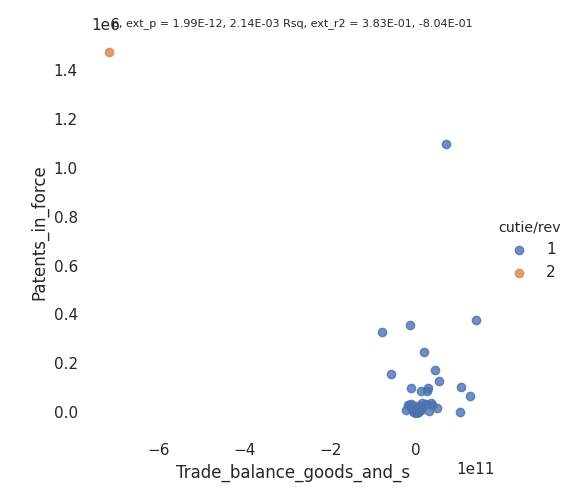 1e6
p, ext_p = 1.99E-12, 2.14E-03 Rsq, ext_r2 = 3.83E-01, -8.04E-01
1.4
1.2
1.0
0.8
0.6
0.4
0.2
0.0
Patents_in_force
cutie/rev
1
2
−6
−4
−2
0
1e11
Trade_balance_goods_and_s